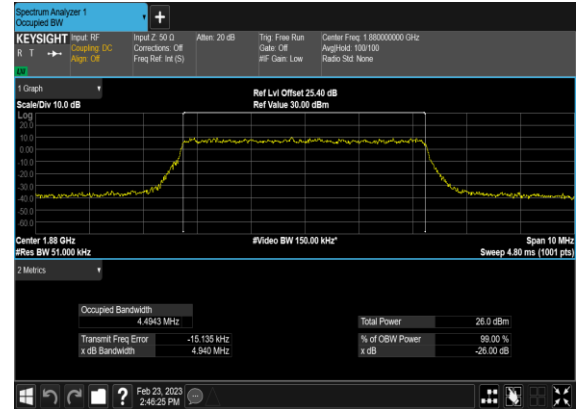 Spectrum Analyzer 1
Occupied BW
+
KEYSIGHT Input: RF Input Z: 50 Ω Atten: 20 dB Trig: Free Run Center Freq: 1.880000000 GHz
R T Coupling: DC Corrections: Off Gate: Off Avg|Hold: 100/100
Align: Off Freq Ref: Int (S) #IF Gain: Low Radio Std: None
1 Graph
Ref Lvl Offset 25.40 dB
Scale/Div 10.0 dB Ref Value 30.00 dBm
Log
20.0
10.0
0.00
-10.0
-20.0
-30.0
-40.0
-50.0
-60.0
Center 1.88 GHz #Video BW 150.00 kHz* Span 10 MHz
#Res BW 51.000 kHz Sweep 4.80 ms (1001 pts)
2 Metrics
Occupied Bandwidth
4.4943 MHz Total Power 26.0 dBm
Transmit Freq Error -15.135 kHz % of OBW Power 99.00 %
x dB Bandwidth 4.940 MHz x dB -26.00 dB
? Feb 23, 2023
2:46:25 PM